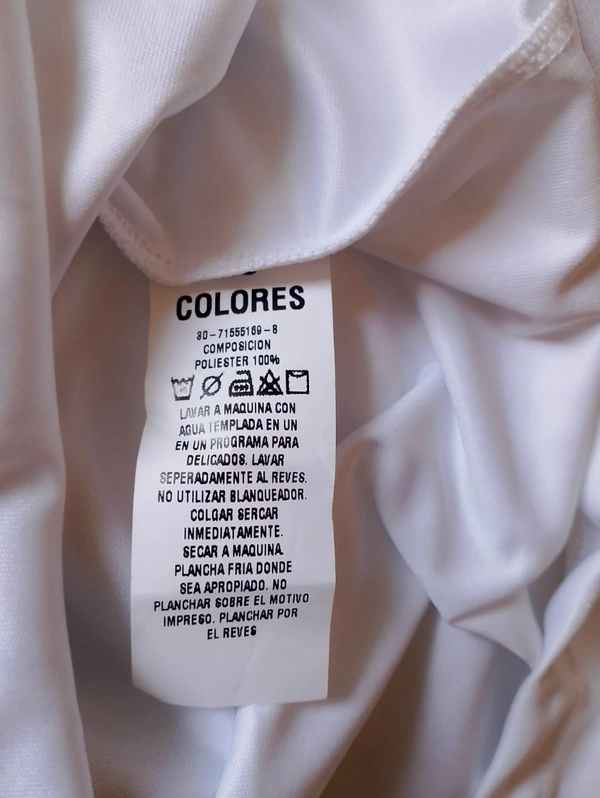 COLORES
30-71555169-8
COMPOSICION
POLIESTER 100%
LAVAR A MAQUINA CON
AGUA TEMPLADA EN UN
EN UN PROGRAMA PARA
DELICADOS. LAVAR
SEPERADAMENTE AL REVES.
NO UTILIZAR BLANQUEADOR.
COLGAR SERCAR
INMEDIATAMENTE.
SECAR A MAQUINA
PLANCHA FRIA DONDE
SEA APROPIADO. NO
PLANCHAR SOBRE EL MOTIVO
IMPRESO. PLANCHAR POR
EL REVES